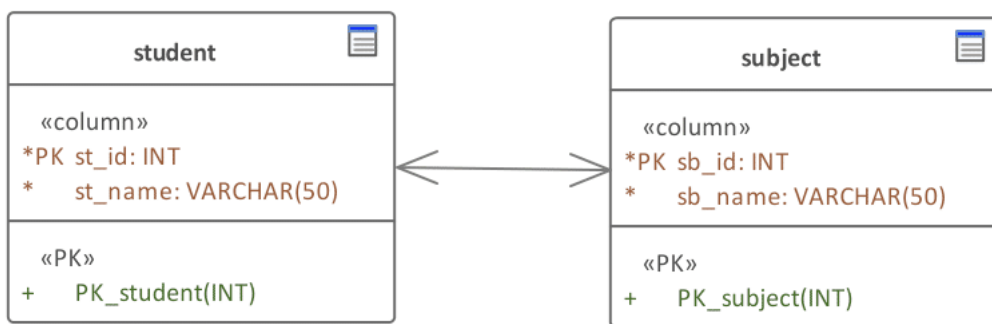 student
«column»
*PK st_id: INT
* st_name: VARCHAR(50)
«PK»
+ PK_student(INT)
subject
«column»
*PK sb_id: INT
* sb_name: VARCHAR(50)
«PK»
+ PK_subject(INT)